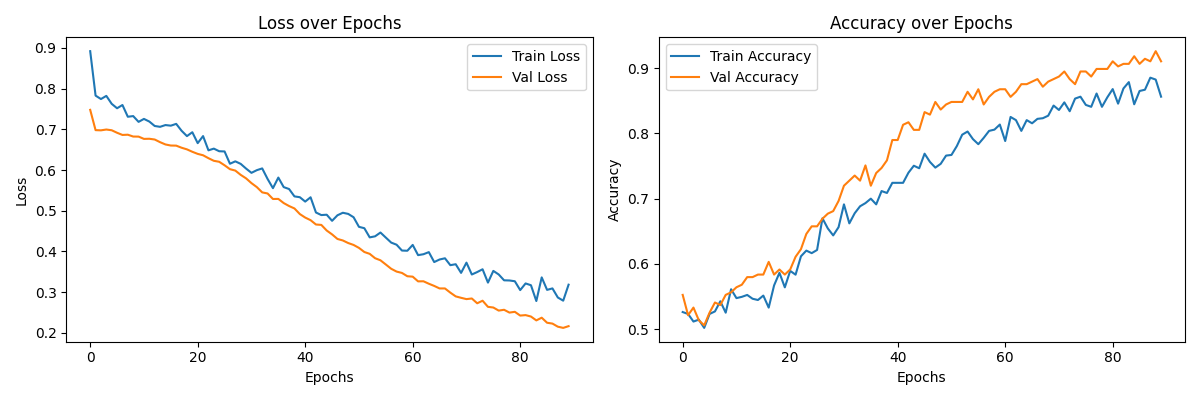 Loss over Epochs
Train Loss
Val Loss
Loss
0.9
0.8
0.7
0.6
0.5
0.4
0.3
0.2
0 20 40 60 80
Epochs
Accuracy over Epochs
Train Accuracy
Val Accuracy
Accuracy
0.9
0.8
0.7
0.6
0.5
0 20 40 60 80
Epochs